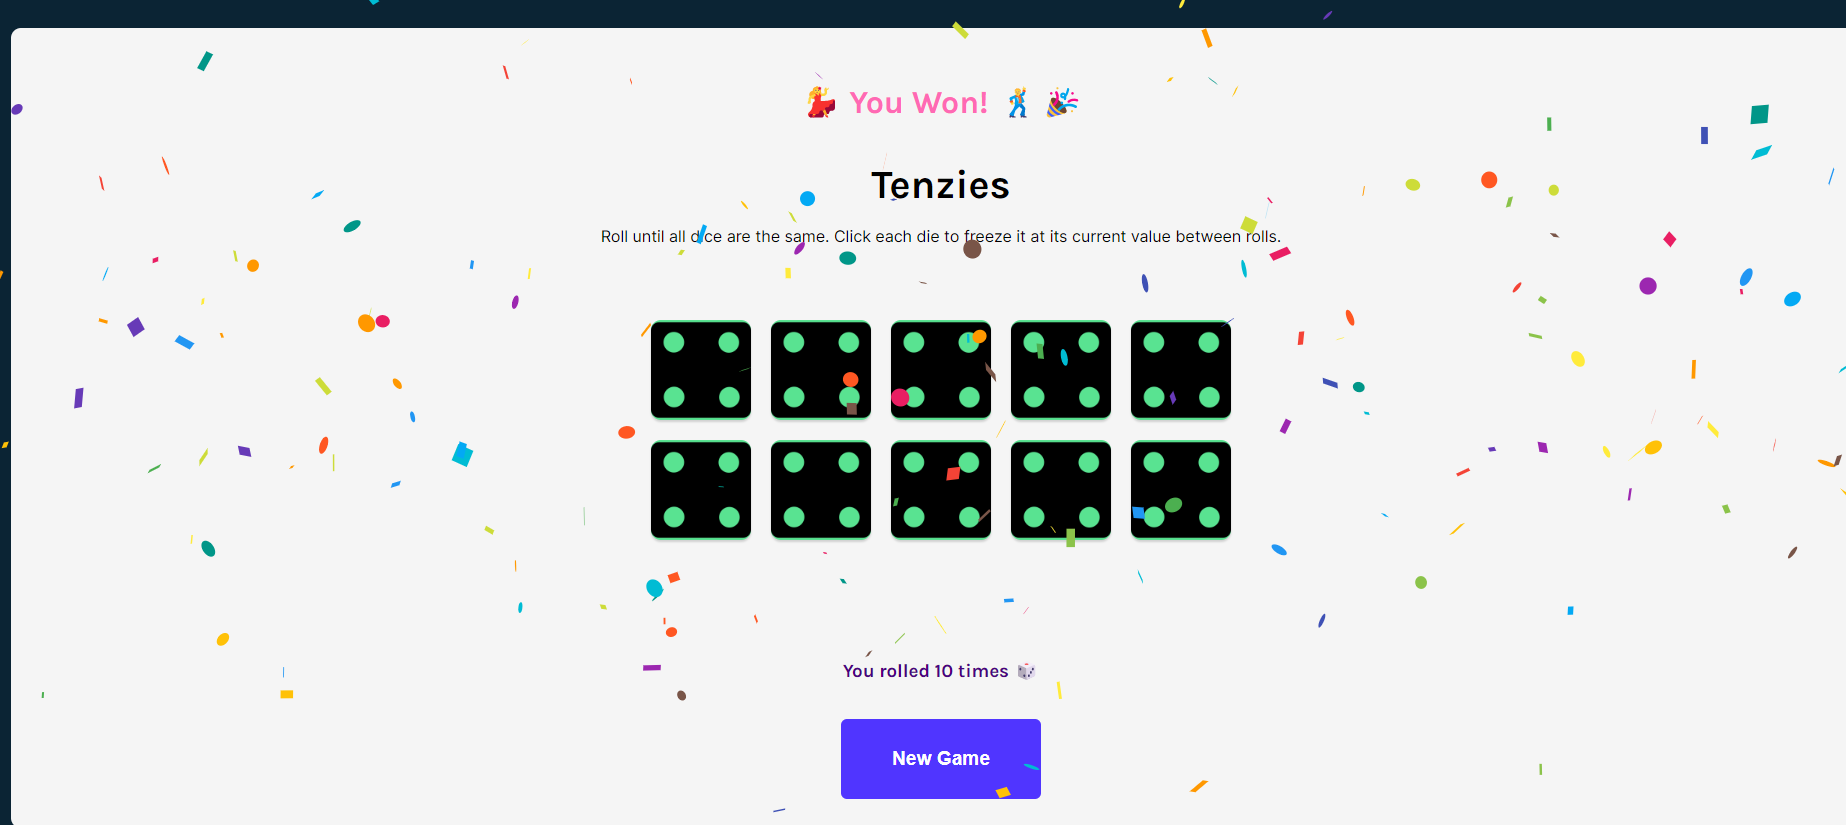 You Won!
Tenzies
Roll until all dice are the same. Click each die to freeze it at its current value between rolls.
You rolled 10 times
New Game